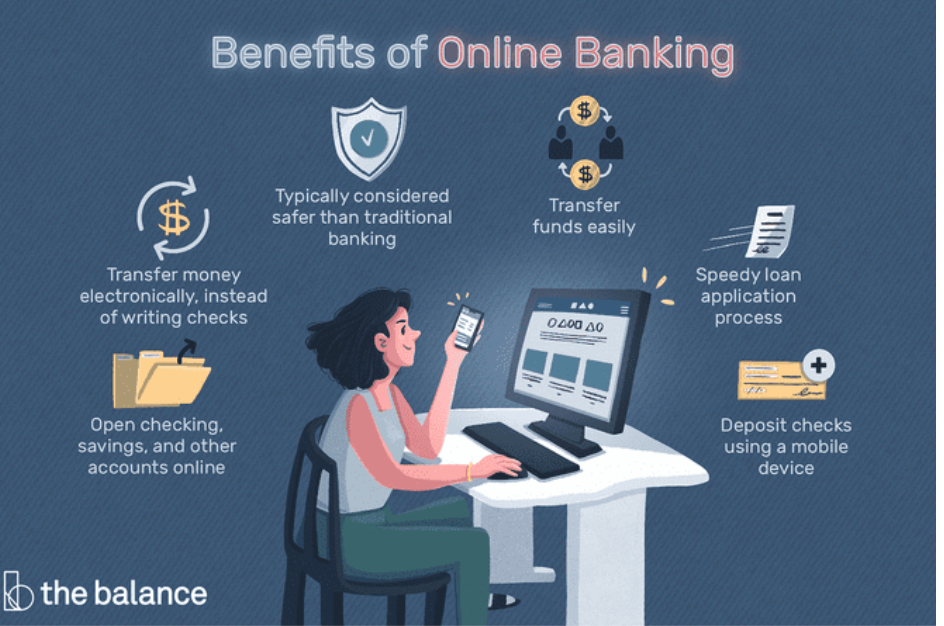 Benefits of Online Banking
Typically considered
safer than traditional
banking
Transfer
funds easily
Transfer money
electronically, instead
of writing checks
Speedy loan
application
process
Open checking,
savings, and other
accounts online
Deposit checks
using a mobile
device
the balance